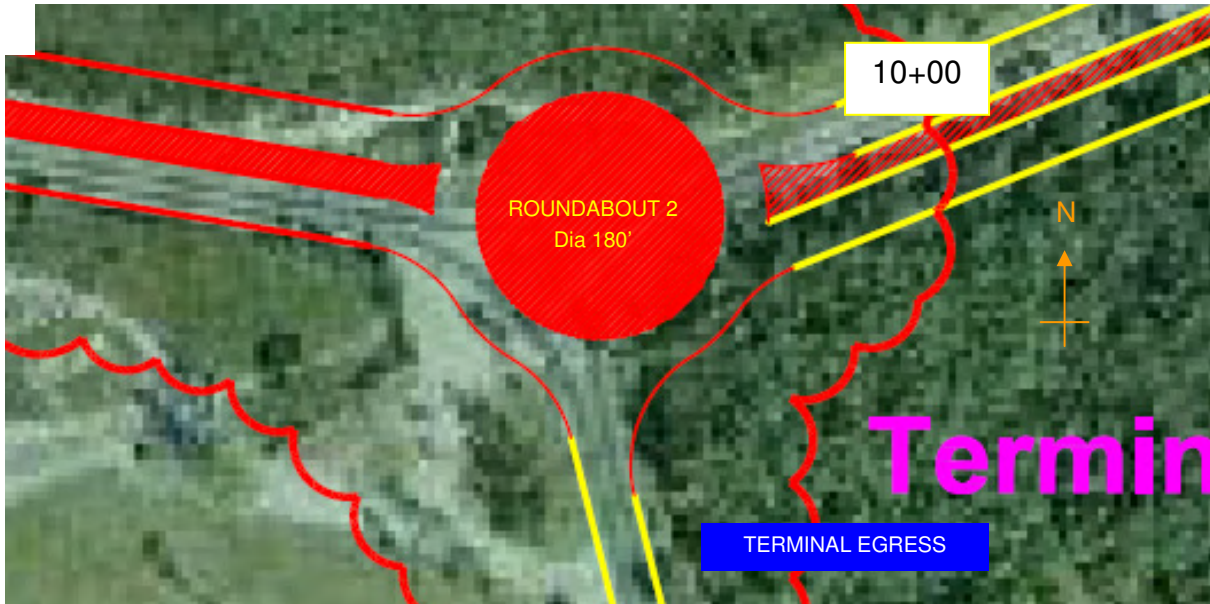 10+00
ROUNDABOUT 2
Dia 180'
N
Termin
TERMINAL EGRESS